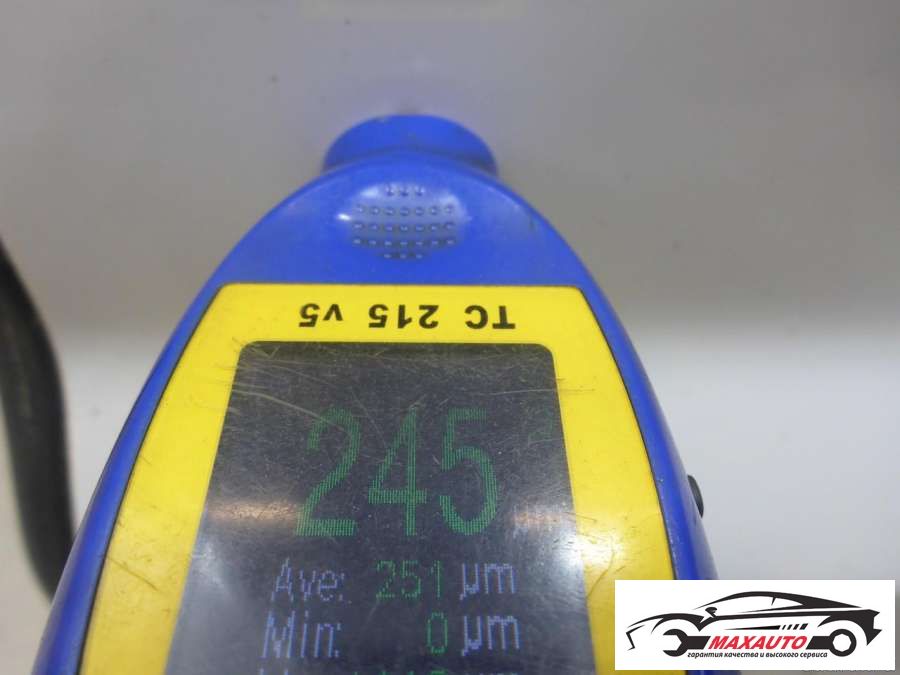 TC 215 v5
245
Ave: 251 µm
Min: 0 µm
MAXAUTO
гарантия качества и высокого сервиса